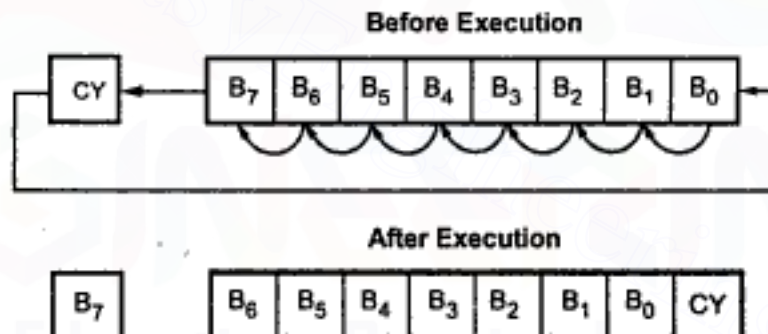 Before Execution
CY B₇ B₆ B₅ B₄ B₃ B₂ B₁ B₀
After Execution
B₇ B₆ B₅ B₄ B₃ B₂ B₁ B₀ CY